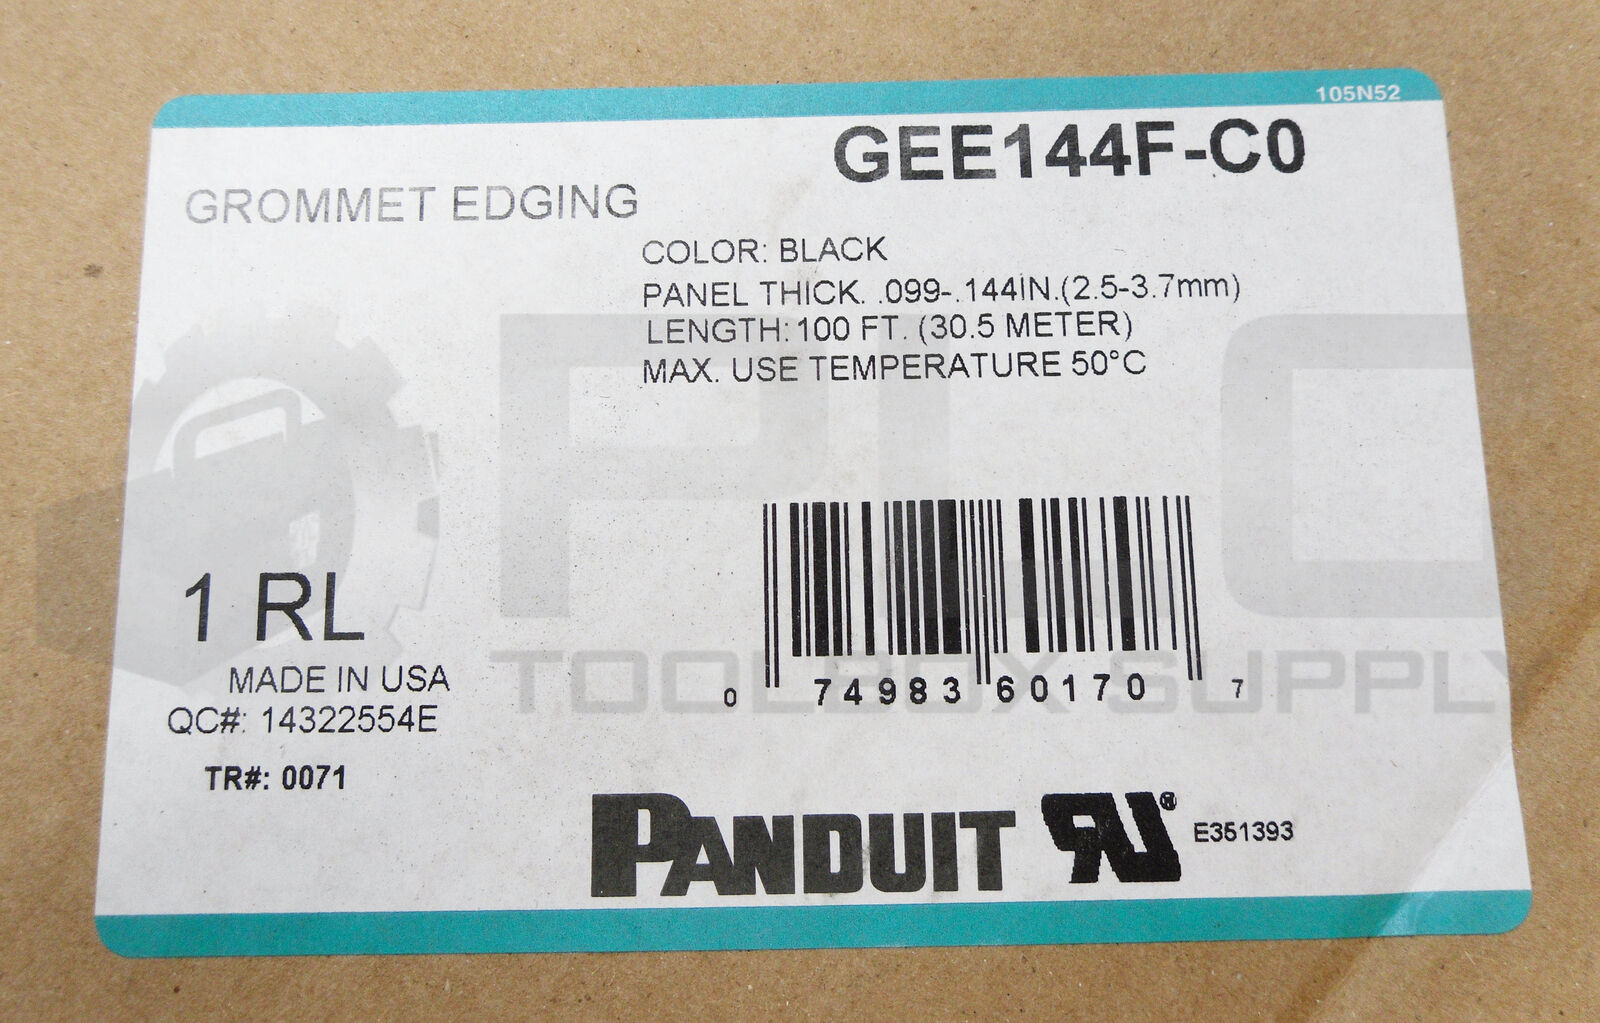 105N52
GEE144F-C0
GROMMET EDGING
COLOR: BLACK
PANEL THICK. .099-.144IN.(2.5-3.7mm)
LENGTH: 100 FT. (30.5 METER)
MAX. USE TEMPERATURE 50°C
1 RL
MADE IN USA
QC#: 14322554E
TR#: 0071
0 74983 60170 7
PANDUIT
RU® E351393
PLC
TOOLBOX SUPPLY